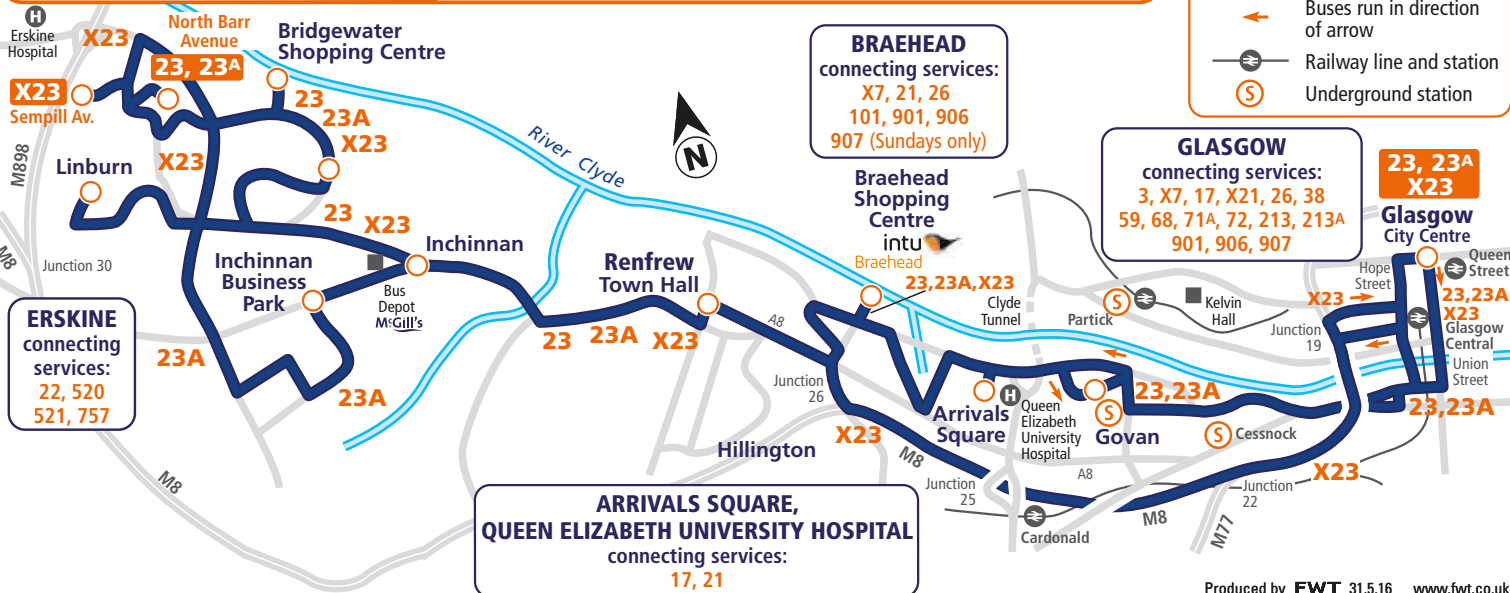 Buses run in direction
of arrow
Railway line and station
S
Underground station
H
Erskine
Hospital
X23
North Barr
Avenue
23, 23A
Bridgewater
Shopping Centre
X23
Sempill Av.
23
23A
X23
X23
M898
Linburn
River Clyde
N
BRAEHEAD
connecting services:
X7, 21, 26
101, 901, 906
907 (Sundays only)
GLASGOW
connecting services:
3, X7, 17, X21, 26, 38
59, 68, 71A, 72, 213, 213A
901, 906, 907
23, 23A
X23
Glasgow
City Centre
Braehead
Shopping
Centre
intu
Braehead
23,23A,X23
23
X23
Inchinnan
M8
Junction 30
Inchinnan
Business
Park
Bus
Depot
McGill's
Renfrew
Town Hall
Clyde
Tunnel
S
Partick
Kelvin
Hall
Hope
Street
Queen
Street
X23
23,23A
X23
Junction
19
Glasgow
Central
Union
Street
ERSKINE
connecting
services:
22, 520
521, 757
23A
23A
23
23A
X23
A8
Junction
26
X23
Hillington
Arrivals
Square
H
Queen
Elizabeth
University
Hospital
S
Govan
23,23A
S
Cessnock
23,23A
A8
M8
Junction
25
Cardonald
M8
M77
Junction
22
X23
M8
ARRIVALS SQUARE,
QUEEN ELIZABETH UNIVERSITY HOSPITAL
connecting services:
17, 21
Produced by FWT 31.5.16 www.fwt.co.uk